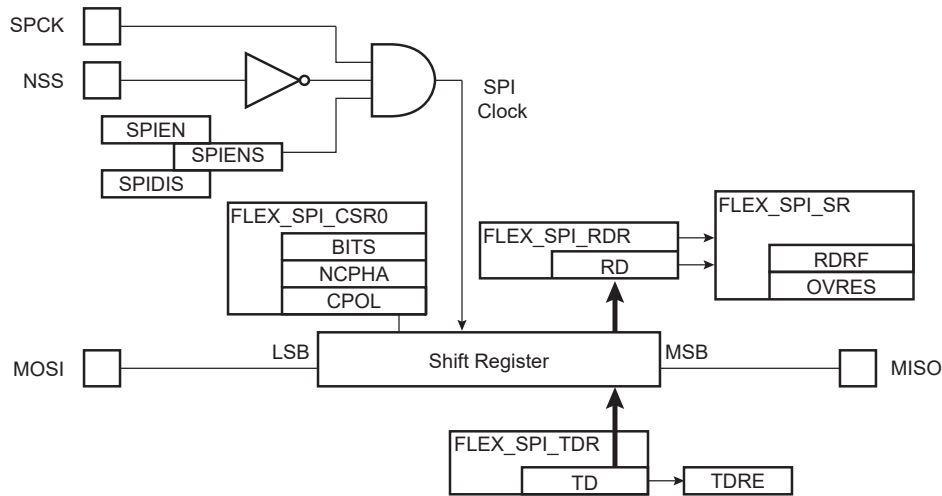 SPCK
NSS
SPI
Clock
SPIEN
SPIENS
SPIDIS
FLEX_SPI_CSR0
BITS
NCPHA
CPOL
FLEX_SPI_RDR
RD
FLEX_SPI_SR
RDRF
OVRES
MOSI
LSB
Shift Register
MSB
MISO
FLEX_SPI_TDR
TD
TDRE